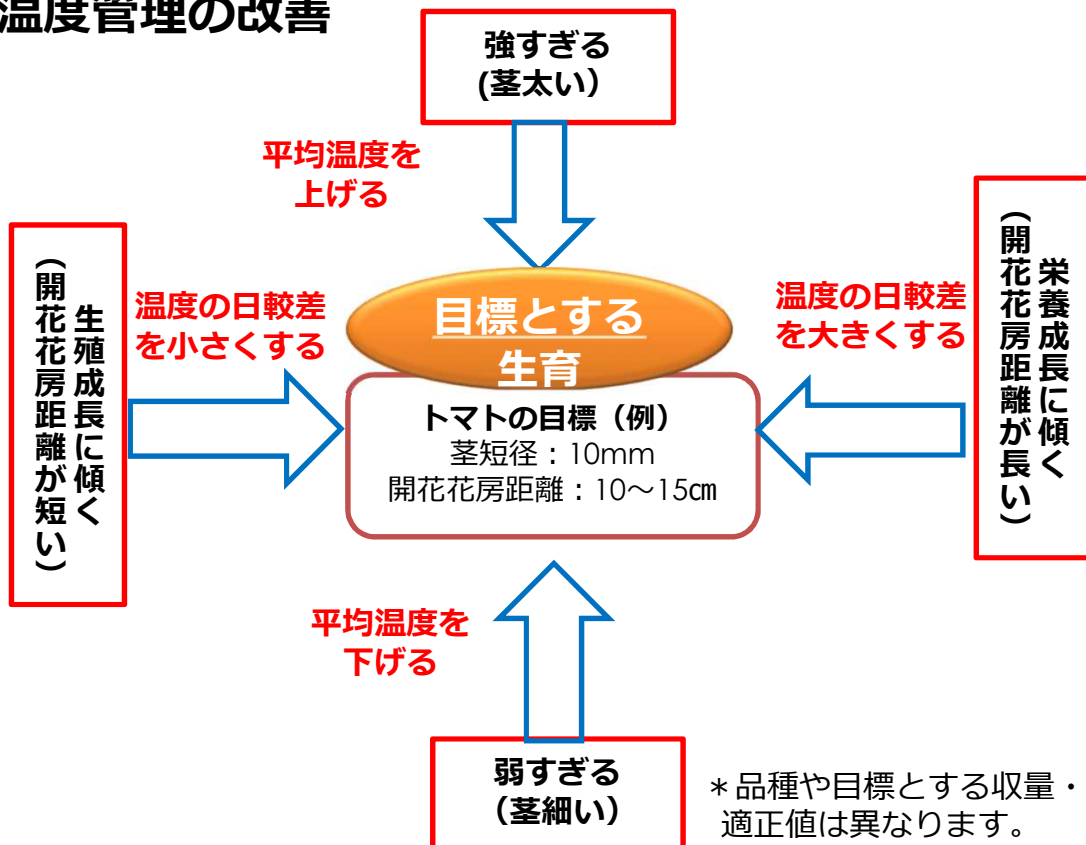 温度管理の改善
強すぎる
(茎太い）
平均温度を
上げる
生殖成長に傾く
（開花花房距離が短い）
温度の日較差
を小さくする
目標とする
生育
トマトの目標（例）
茎短径：10mm
開花花房距離：10～15㎝
温度の日較差
を大きくする
栄養成長に傾く
（開花花房距離が長い）
平均温度を
下げる
弱すぎる
（茎細い）
＊品種や目標とする収量・
適正値は異なります。